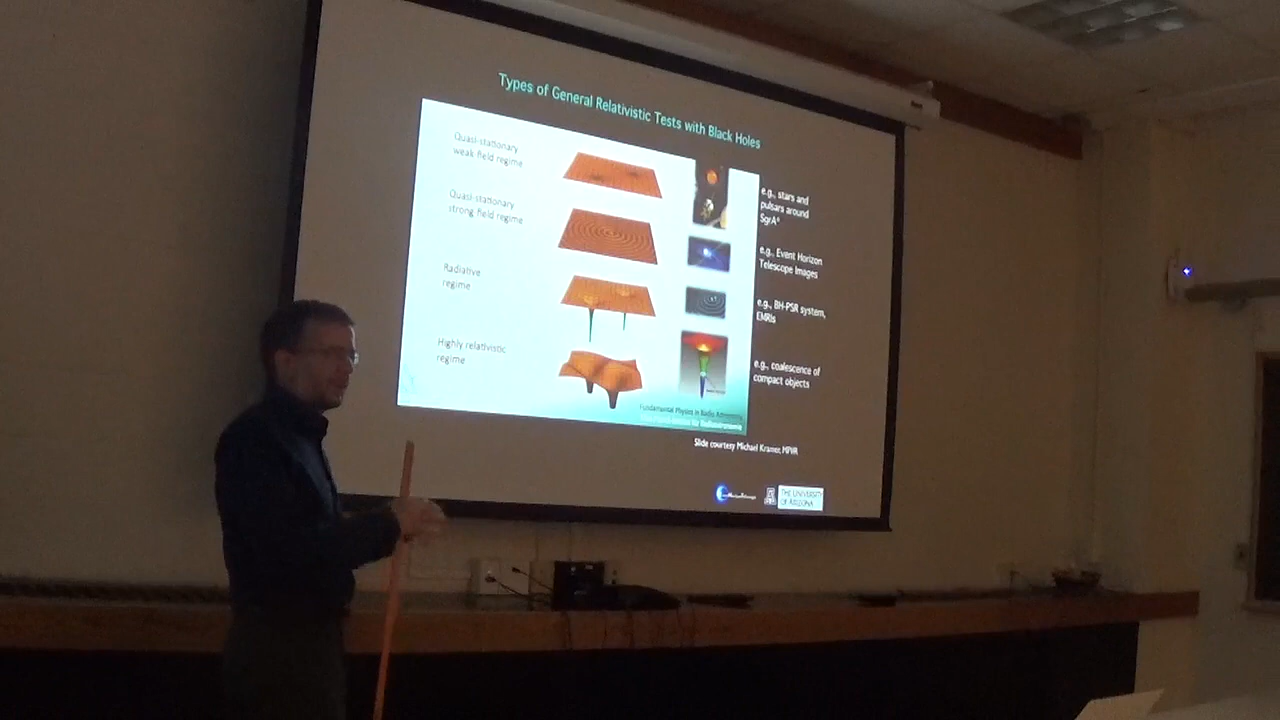 Types of General Relativistic Tests with Black Holes
Quasi-stationary
weak field regime
e.g., stars and
pulsars around
SgrA*
Quasi-stationary
strong field regime
e.g., Event Horizon
Telescope Images
Radiative
regime
e.g., BH-PSR system,
EMRIs
Highly relativistic
regime
e.g., coalescence of
compact objects
Fundamental Physics in Radio Astronomy
Slide courtesy Michael Kramer, MPIfR
THE UNIVERSITY
OF ARIZONA